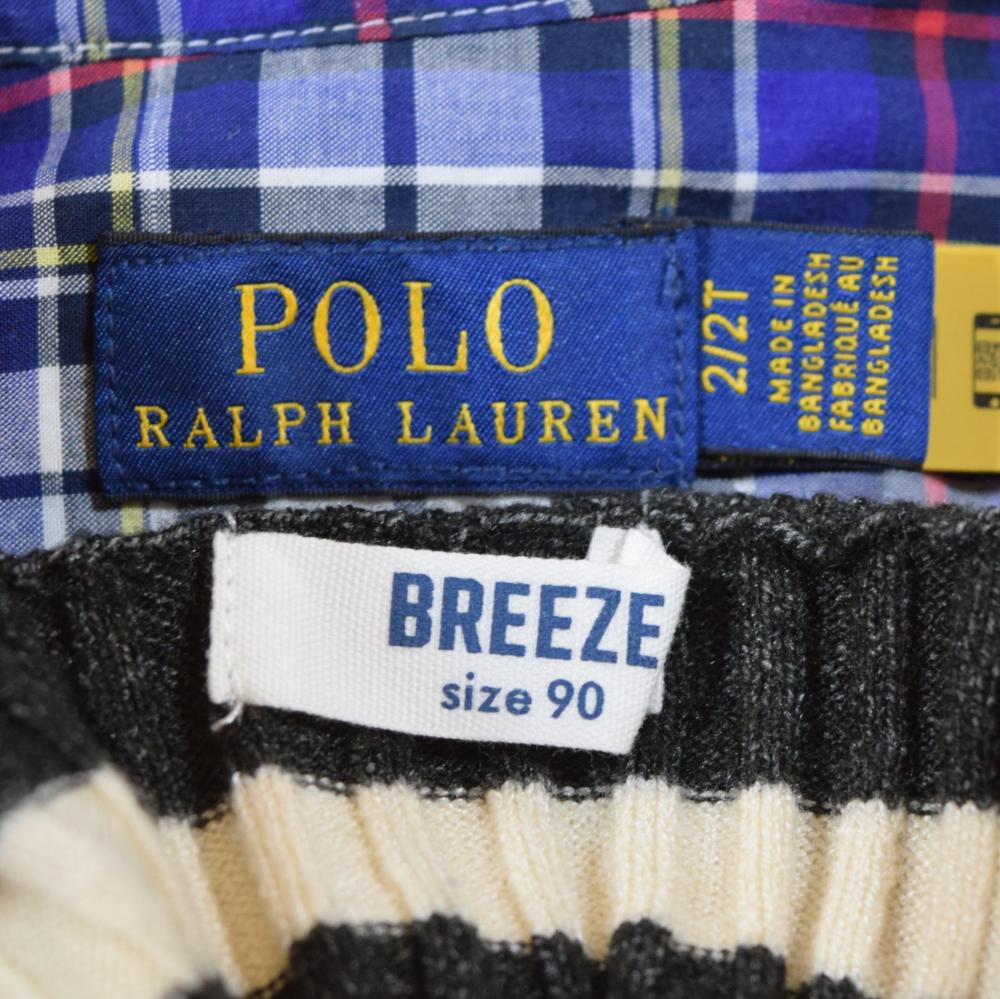 POLO
RALPH LAUREN
2/2T
MADE IN
BANGLADESH
FABRIQUÉ AU
BANGLADESH
BREEZE
size 90